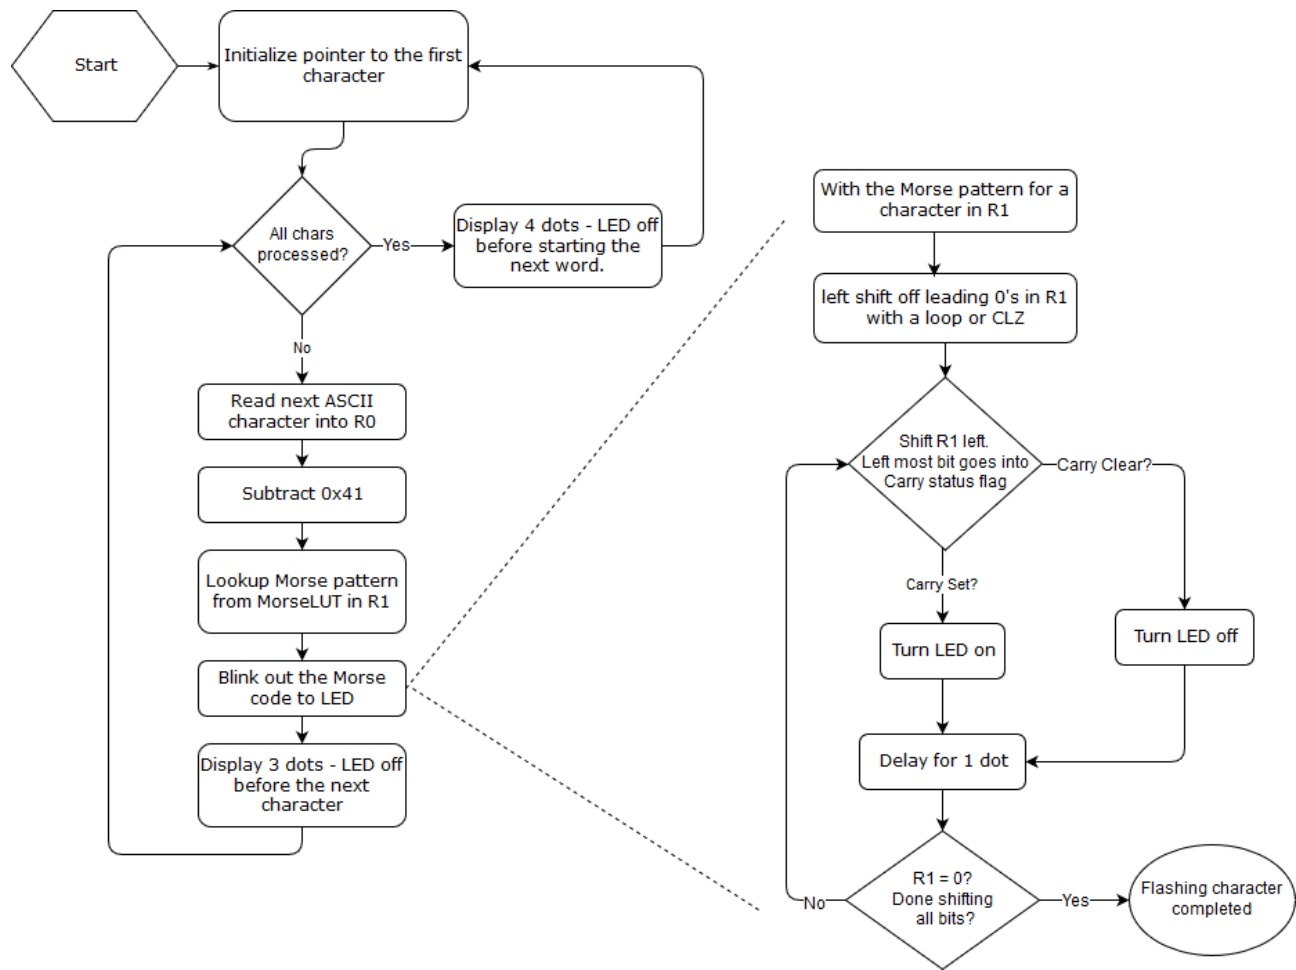 Start
Initialize pointer to the first
character
All chars
processed?
Yes
Display 4 dots - LED off
before starting the
next word.
No
Read next ASCII
character into R0
Subtract 0x41
Lookup Morse pattern
from MorseLUT in R1
Blink out the Morse
code to LED
Display 3 dots - LED off
before the next
character
With the Morse pattern for a
character in R1
left shift off leading 0's in R1
with a loop or CLZ
Shift R1 left.
Left most bit goes into
Carry status flag
Carry Clear?
Carry Set?
Turn LED on
Turn LED off
Delay for 1 dot
R1 = 0?
Done shifting
all bits?
No
Yes
Flashing character
completed